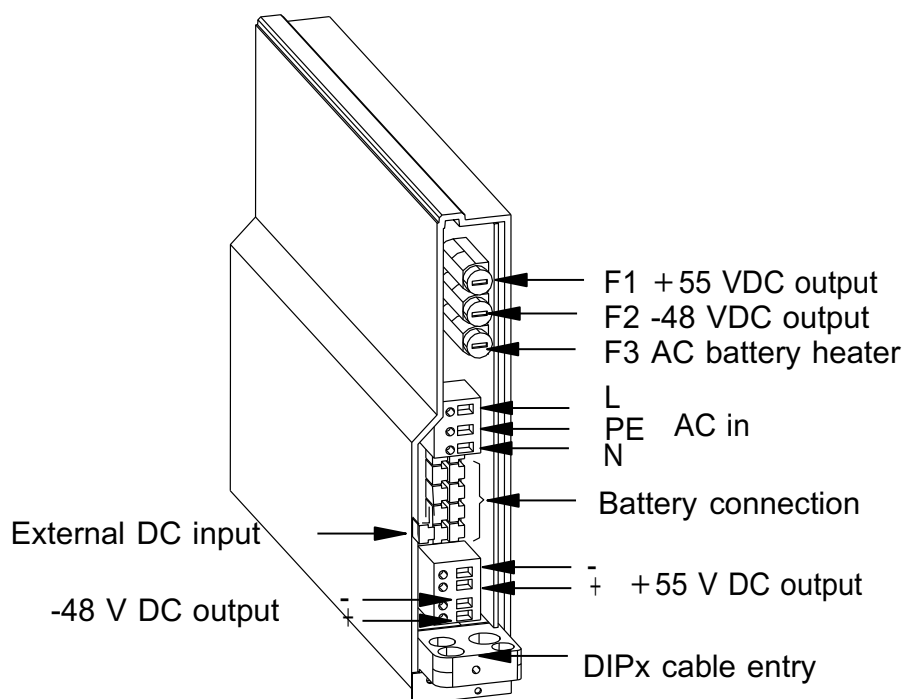 F1 +55 VDC output
F2 -48 VDC output
F3 AC battery heater
L
PE AC in
N
Battery connection
External DC input
-
+ +55 V DC output
-48 V DC output -
+
DIPx cable entry